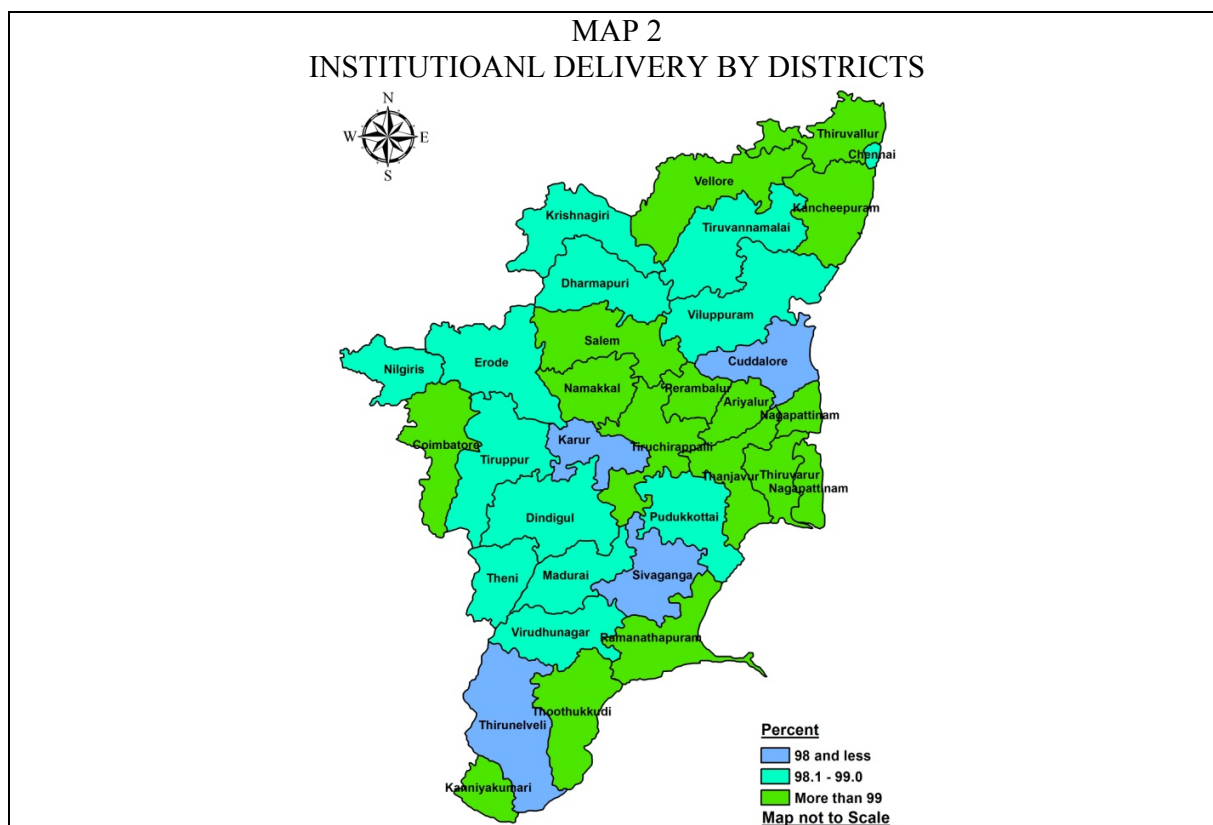 MAP 2
INSTITUTIOANL DELIVERY BY DISTRICTS
N
W E
S
Thiruvallur
Chennai
Vellore
Kancheepuram
Krishnagiri
Tiruvannamalai
Dharmapuri
Viluppuram
Salem
Cuddalore
Erode
Nilgiris
Namakkal
Perambalur
Ariyalur
Nagapattinam
Coimbatore
Karur
Tiruchirappalli
Tiruppur
Thanjavur
Thiruvarur
Nagapattinam
Dindigul
Pudukkottai
Theni
Madurai
Sivaganga
Virudhunagar
Ramanathapuram
Thirunelveli
Thoothukkudi
Kanniyakumari
Percent
98 and less
98.1 - 99.0
More than 99
Map not to Scale